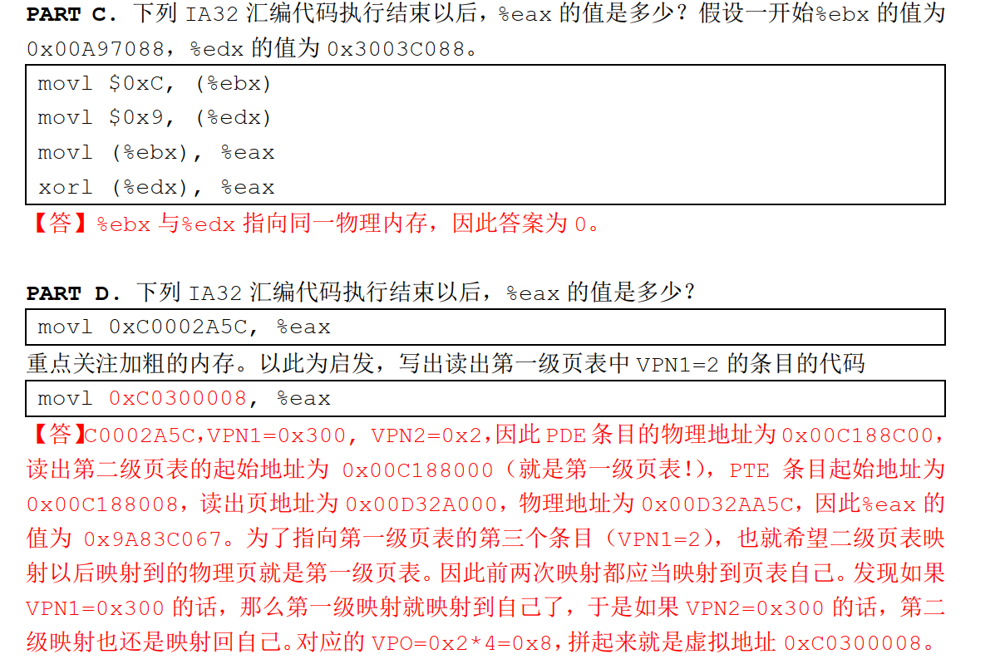 PART C. 下列 IA32 汇编代码执行结束以后，%eax 的值是多少？假设一开始%ebx 的值为
0x00A97088，%edx 的值为 0x3003C088。
movl $0xC, (%ebx)
movl $0x9, (%edx)
movl (%ebx), %eax
xorl (%edx), %eax
【答】%ebx 与%edx 指向同一物理内存，因此答案为 0。
PART D. 下列 IA32 汇编代码执行结束以后，%eax 的值是多少？
movl 0xC0002A5C, %eax
重点关注加粗的内存。以此为启发，写出读出第一级页表中 VPN1=2 的条目的代码
movl 0xC0300008, %eax
【答】C0002A5C，VPN1=0x300, VPN2=0x2，因此 PDE 条目的物理地址为 0x00C188C00，
读出第二级页表的起始地址为 0x00C188000（就是第一级页表！），PTE 条目起始地址为
0x00C188008，读出页地址为 0x00D32A000，物理地址为 0x00D32AA5C，因此%eax 的
值为 0x9A83C067。为了指向第一级页表的第三个条目（VPN1=2），也就希望二级页表映
射以后映射到的物理页就是第一级页表。因此前两次映射都应当映射到页表自己。发现如果
VPN1=0x300 的话，那么第一级映射就映射到自己了，于是如果 VPN2=0x300 的话，第二
级映射也还是映射回自己。对应的 VPO=0x2*4=0x8，拼起来就是虚拟地址 0xC0300008。